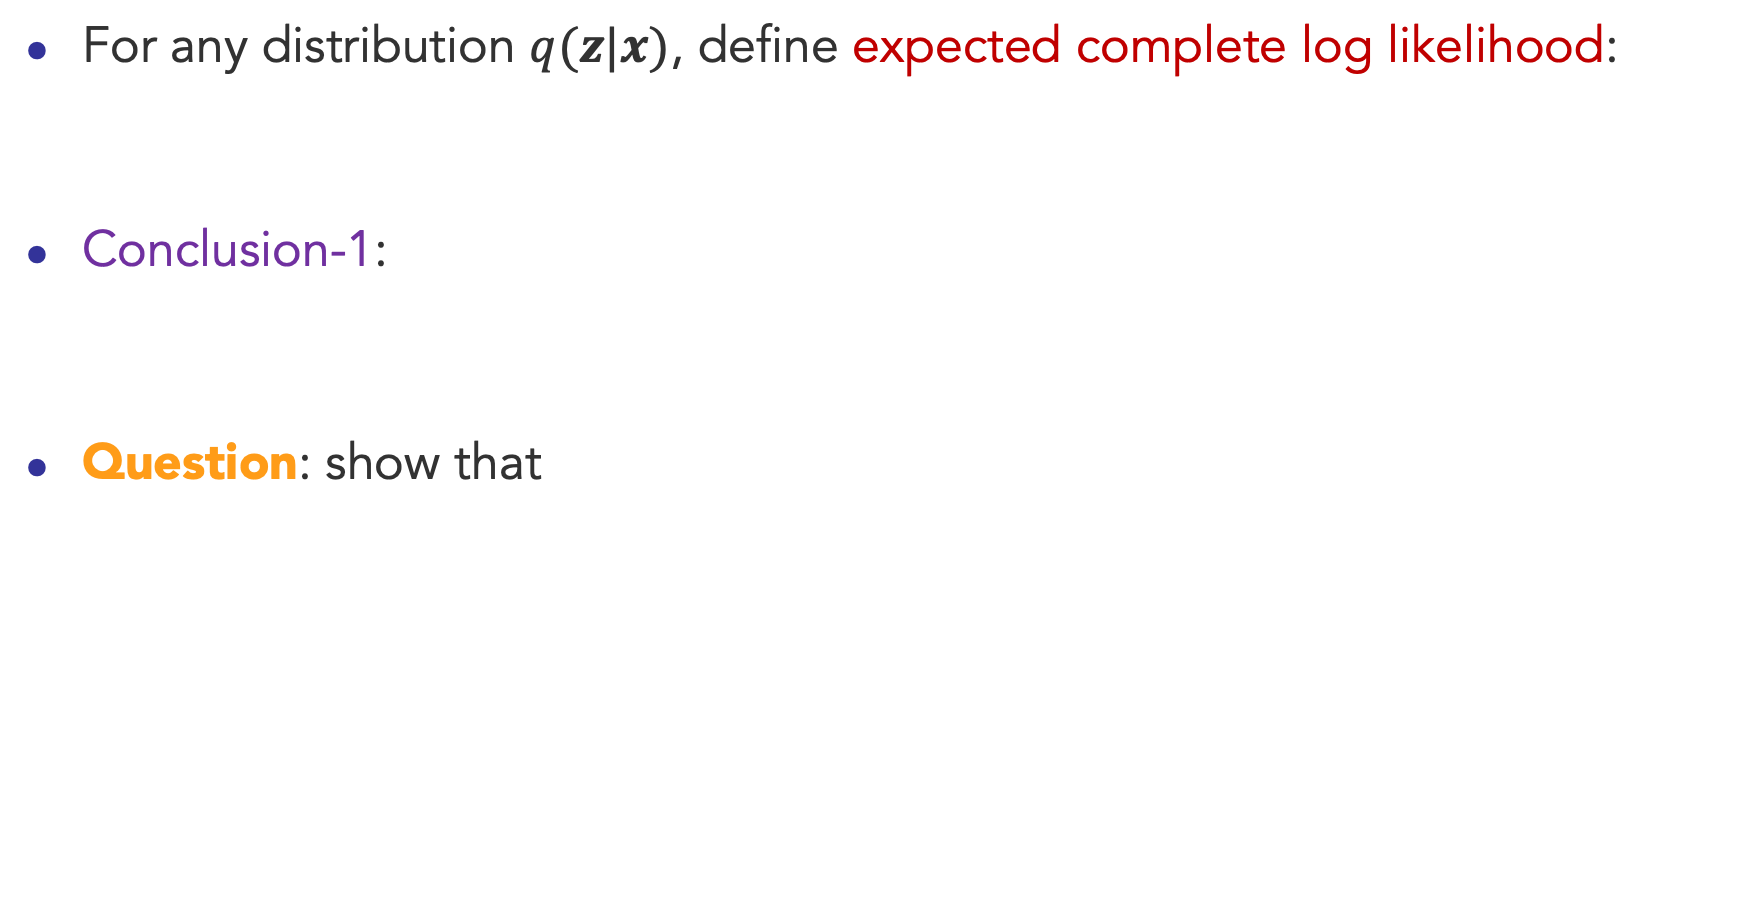 • For any distribution q(z|x), define expected complete log likelihood:
• Conclusion-1:
• Question: show that